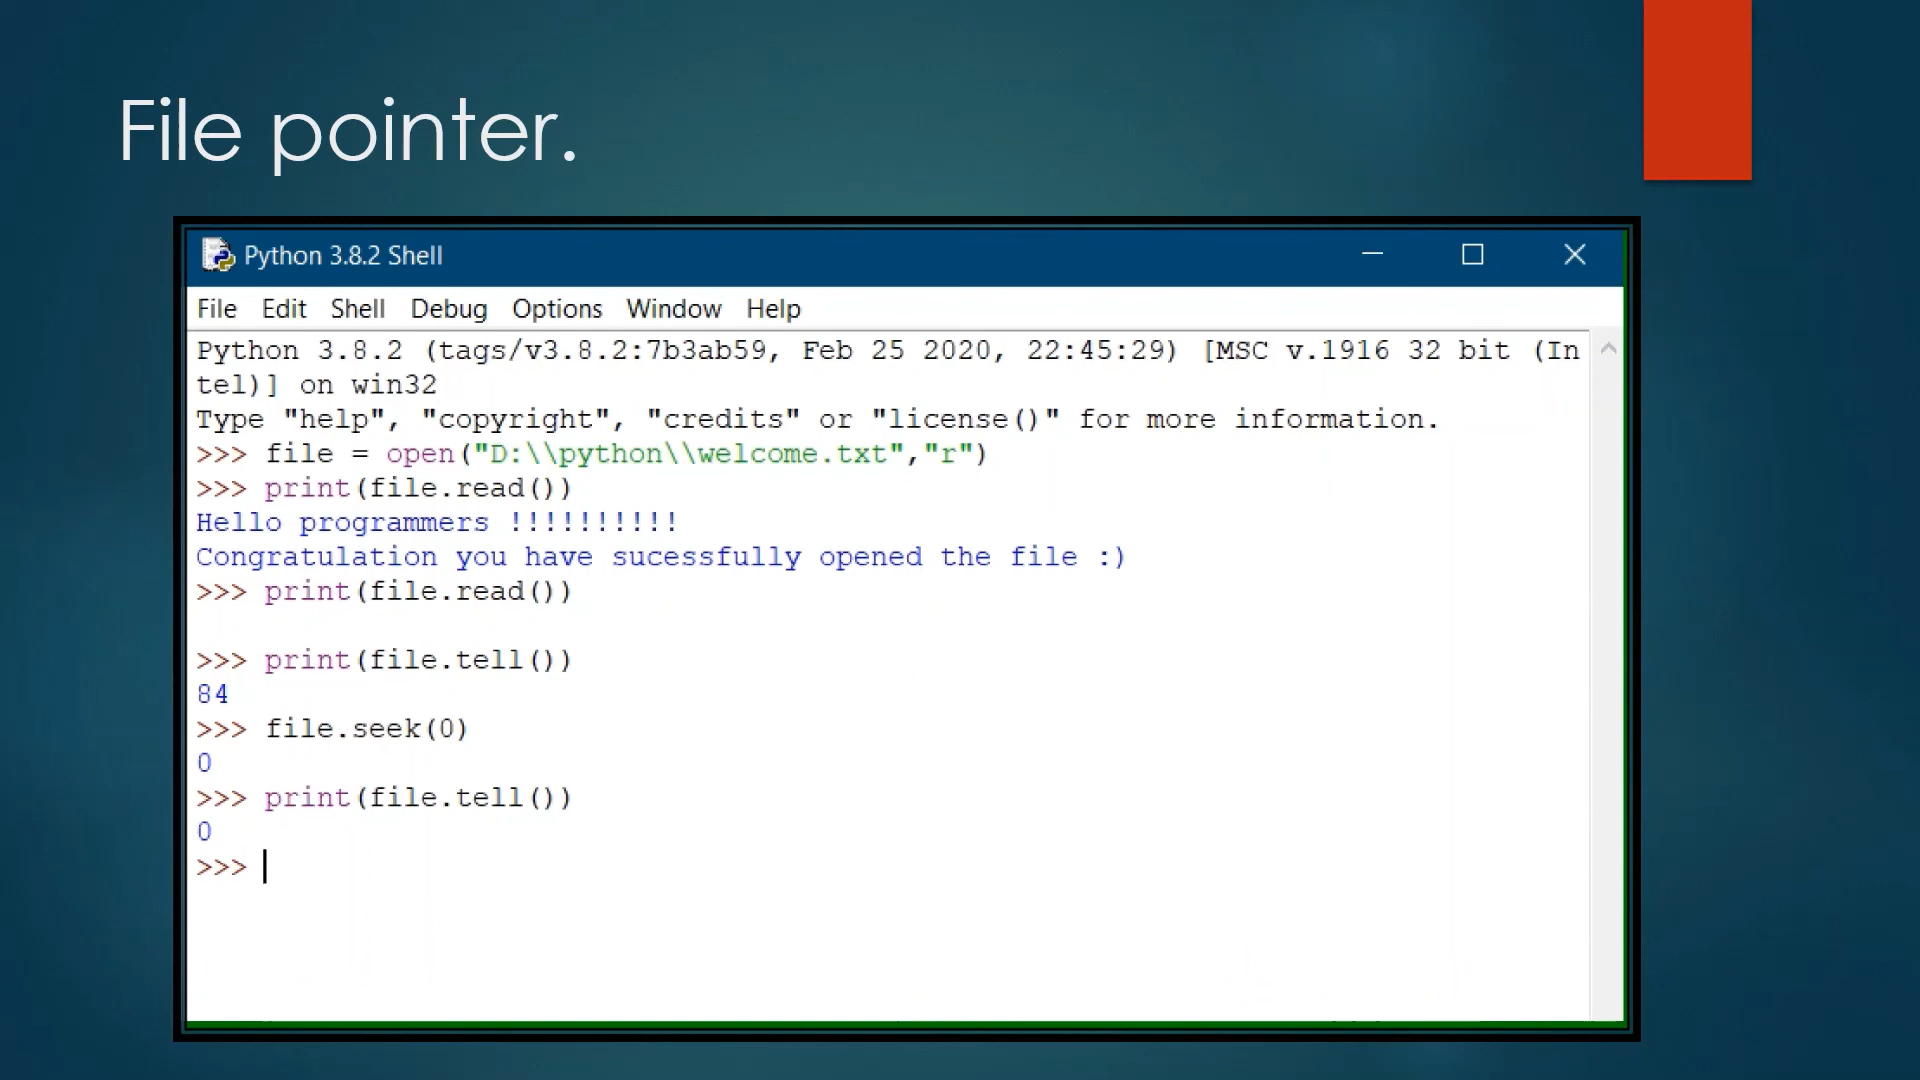 File pointer.
Python 3.8.2 Shell
File Edit Shell Debug Options Window Help
Python 3.8.2 (tags/v3.8.2:7b3ab59, Feb 25 2020, 22:45:29) [MSC v.1916 32 bit (In
tel)] on win32
Type "help", "copyright", "credits" or "license()" for more information.
>>> file = open("D:\\python\\welcome.txt","r")
>>> print(file.read())
Hello programmers !!!!!!!!!!
Congratulation you have sucessfully opened the file :)
>>> print(file.read())
>>> print(file.tell())
84
>>> file.seek(0)
0
>>> print(file.tell())
0
>>>